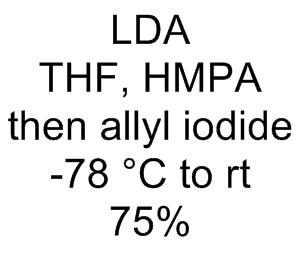 LDA
THF, HMPA
then allyl iodide
-78 °C to rt
75%